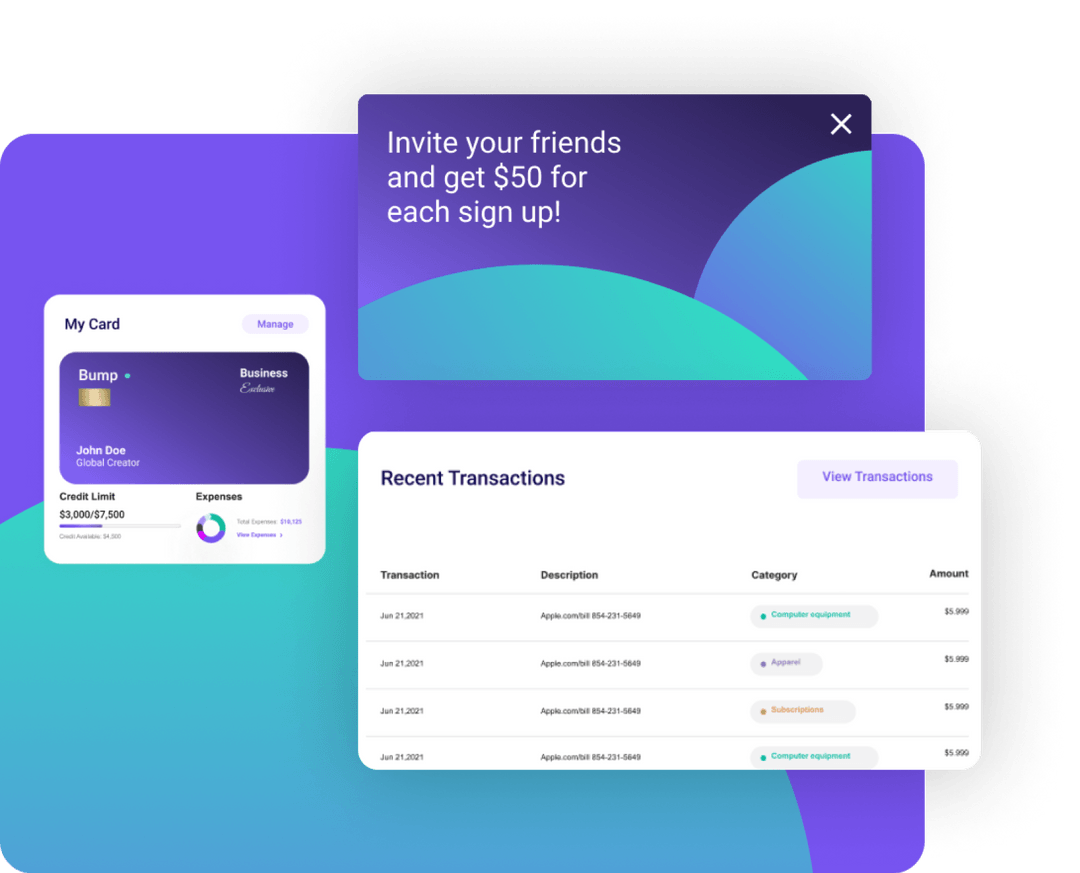 Invite your friends
and get $50 for
each sign up!
My Card
Manage
Bump
Business
Exclusive
John Doe
Global Creator
Credit Limit
$3,000/$7,500
Credit Available: $4,500
Expenses
Total Expenses: $16,125
View Expenses >
Recent Transactions
View Transactions
Transaction Description Category Amount
Jun 21,2021 Apple.com/bill 854-231-5649 Computer equipment $5.999
Jun 21,2021 Apple.com/bill 854-231-5649 Apparel $5.999
Jun 21,2021 Apple.com/bill 854-231-5649 Subscriptions $5.999
Jun 21,2021 Apple.com/bill 854-231-5649 Computer equipment $5.999